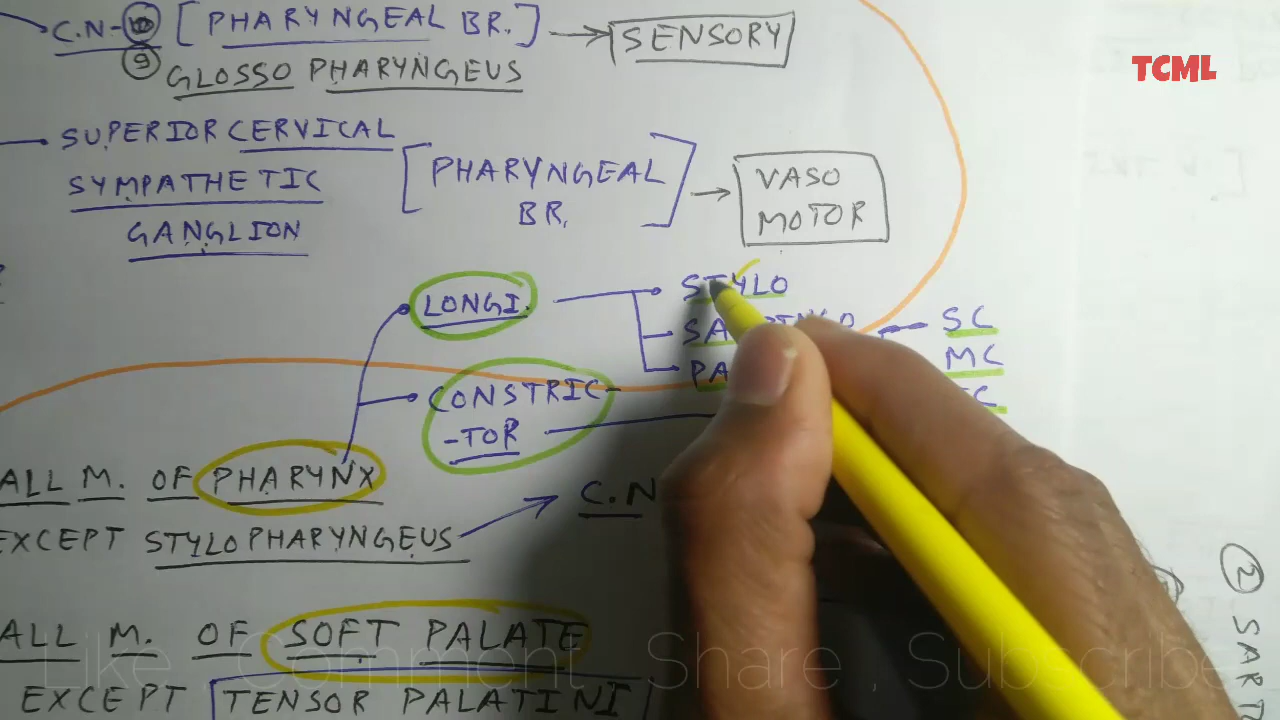 C.N-⑩ [PHARYNGEAL BR.] → SENSORY
⑨ GLOSSO PHARYNGEUS
TCML
SUPERIOR CERVICAL
SYMPATHETIC
GANGLION
[PHARYNGEAL
BR.]
→ VASO
MOTOR
LONGI.
STYLO
SC
MC
CONSTRIC-
-TOR
ALL M. OF PHARYNX
EXCEPT STYLOPHARYNGEUS → C.N
ALL M. OF SOFT PALATE
Like , Comment , Share , Subscribe
EXCEPT TENSOR PALATINI
② SAR